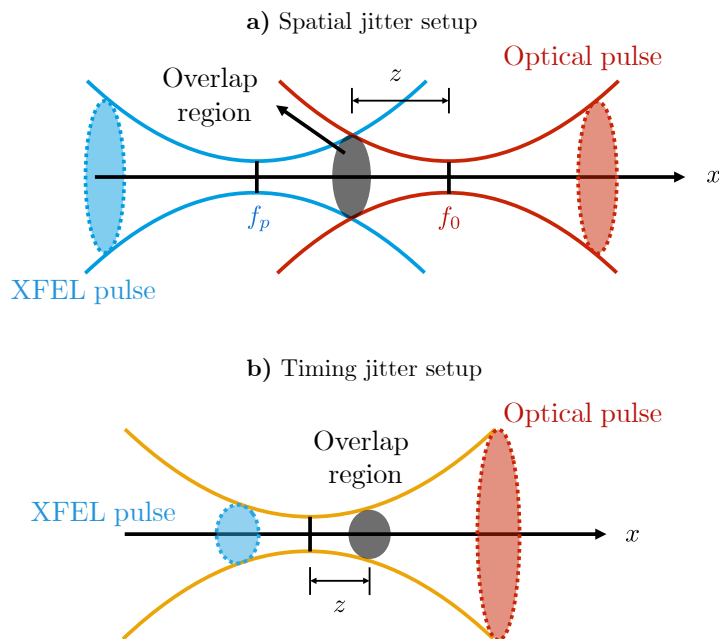 a) Spatial jitter setup
Overlap
region
z
Optical pulse
x
f_p
f_0
XFEL pulse
b) Timing jitter setup
Optical pulse
Overlap
region
XFEL pulse
x
z